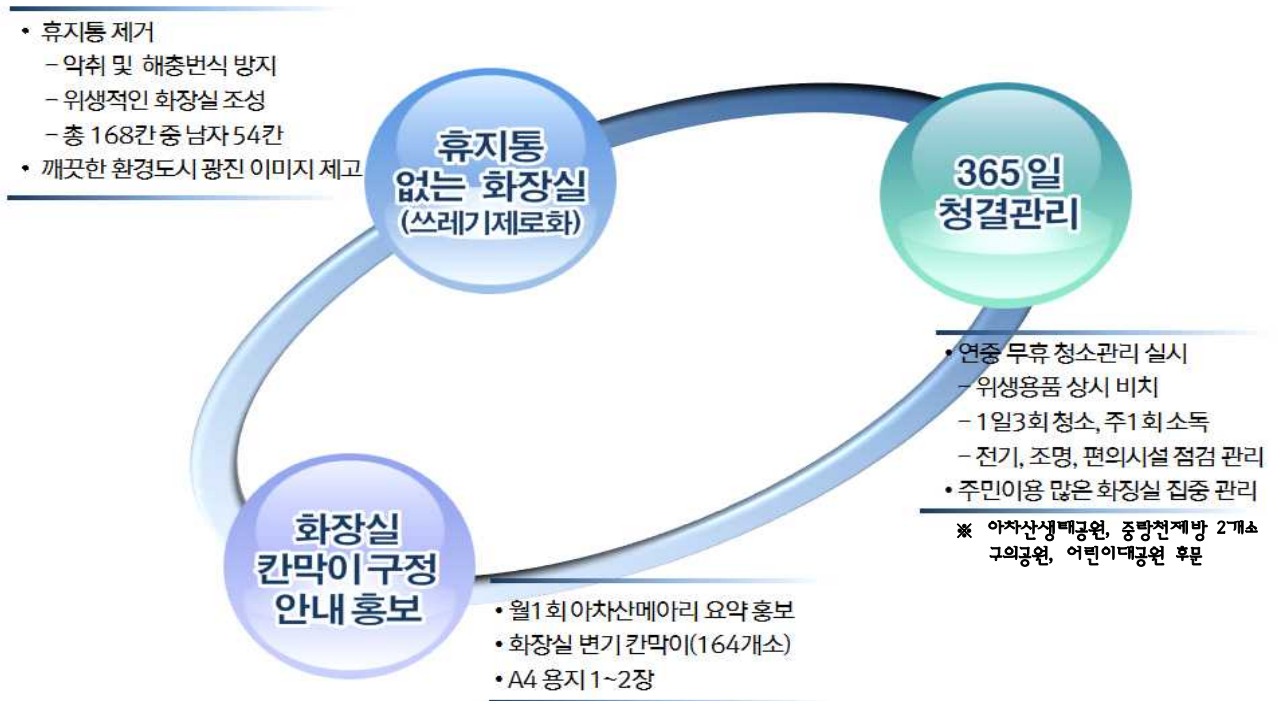 • 휴지통 제거
– 악취 및 해충번식 방지
– 위생적인 화장실 조성
– 총 168칸 중 남자 54칸
• 깨끗한 환경도시 광진 이미지 제고
휴지통
없는 화장실
(쓰레기제로화)
365일
청결관리
• 연중 무휴 청소관리 실시
– 위생용품 상시 비치
– 1일3회 청소, 주1회 소독
– 전기, 조명, 편의시설 점검 관리
• 주민이용 많은 화장실 집중 관리
※ 아차산생태공원, 중랑천제방 2개소
구의공원, 어린이대공원 후문
화장실
칸막이 구정
안내 홍보
• 월1회 아차산메아리 요약 홍보
• 화장실 변기 칸막이(164개소)
• A4 용지 1~2장